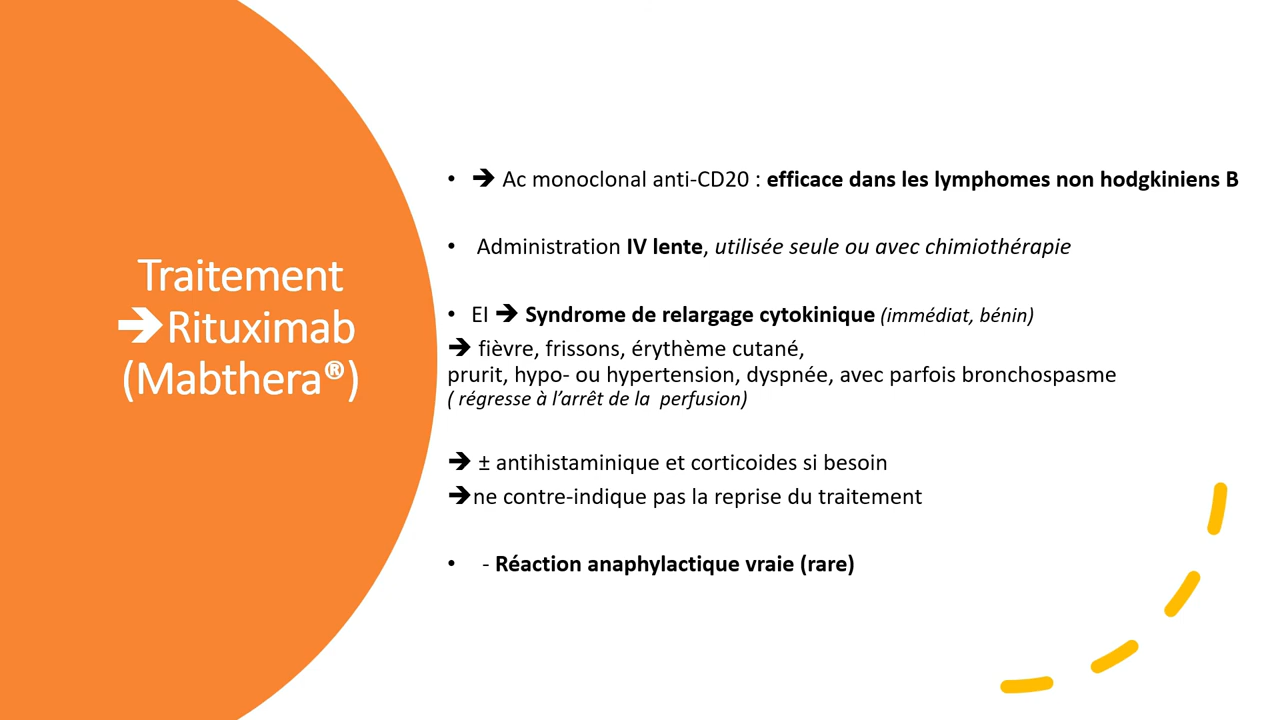 Traitement
➔Rituximab
(Mabthera®)
• ➔ Ac monoclonal anti-CD20 : efficace dans les lymphomes non hodgkiniens B
• Administration IV lente, utilisée seule ou avec chimiothérapie
• EI ➔ Syndrome de relargage cytokinique (immédiat, bénin)
➔ fièvre, frissons, érythème cutané,
prurit, hypo- ou hypertension, dyspnée, avec parfois bronchospasme
( régresse à l’arrêt de la perfusion)
➔ ± antihistaminique et corticoides si besoin
➔ne contre-indique pas la reprise du traitement
• - Réaction anaphylactique vraie (rare)